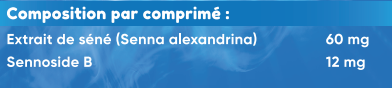 Composition par comprimé :
Extrait de séné (Senna alexandrina) 60 mg
Sennoside B 12 mg